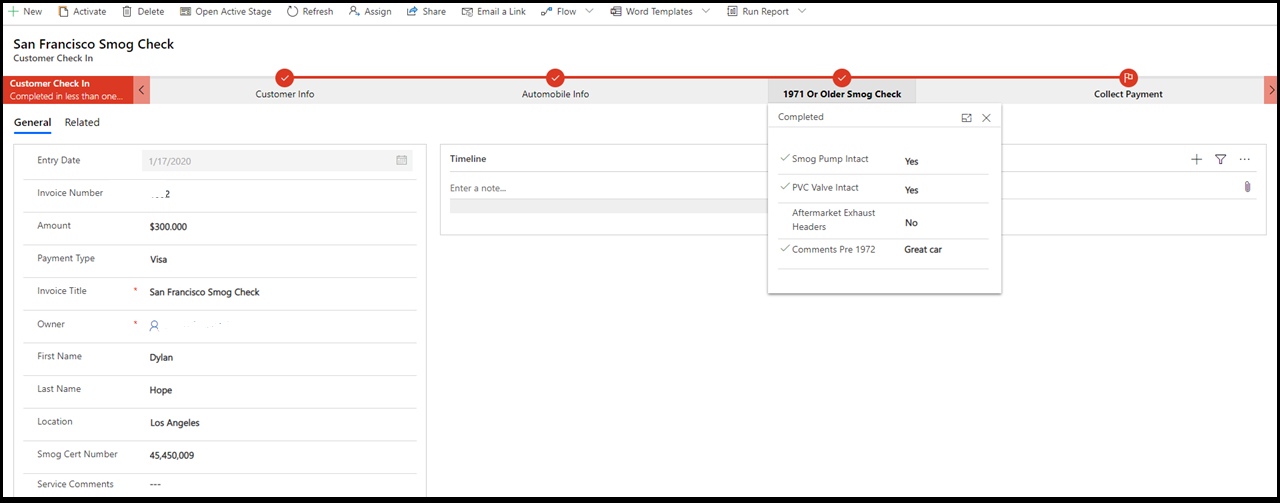 New Activate Delete Open Active Stage Refresh Assign Share Email a Link Flow Word Templates Run Report
San Francisco Smog Check
Customer Check In
Customer Check In
Completed in less than one...
Customer Info
Automobile Info
1971 Or Older Smog Check
Collect Payment
General Related
Entry Date 1/17/2020
Invoice Number
Amount $300.000
Payment Type Visa
Invoice Title * San Francisco Smog Check
Owner *
First Name Dylan
Last Name Hope
Location Los Angeles
Smog Cert Number 45,450,009
Service Comments ---
Timeline
Enter a note...
Completed
Smog Pump Intact Yes
PVC Valve Intact Yes
Aftermarket Exhaust
Headers No
Comments Pre 1972 Great car